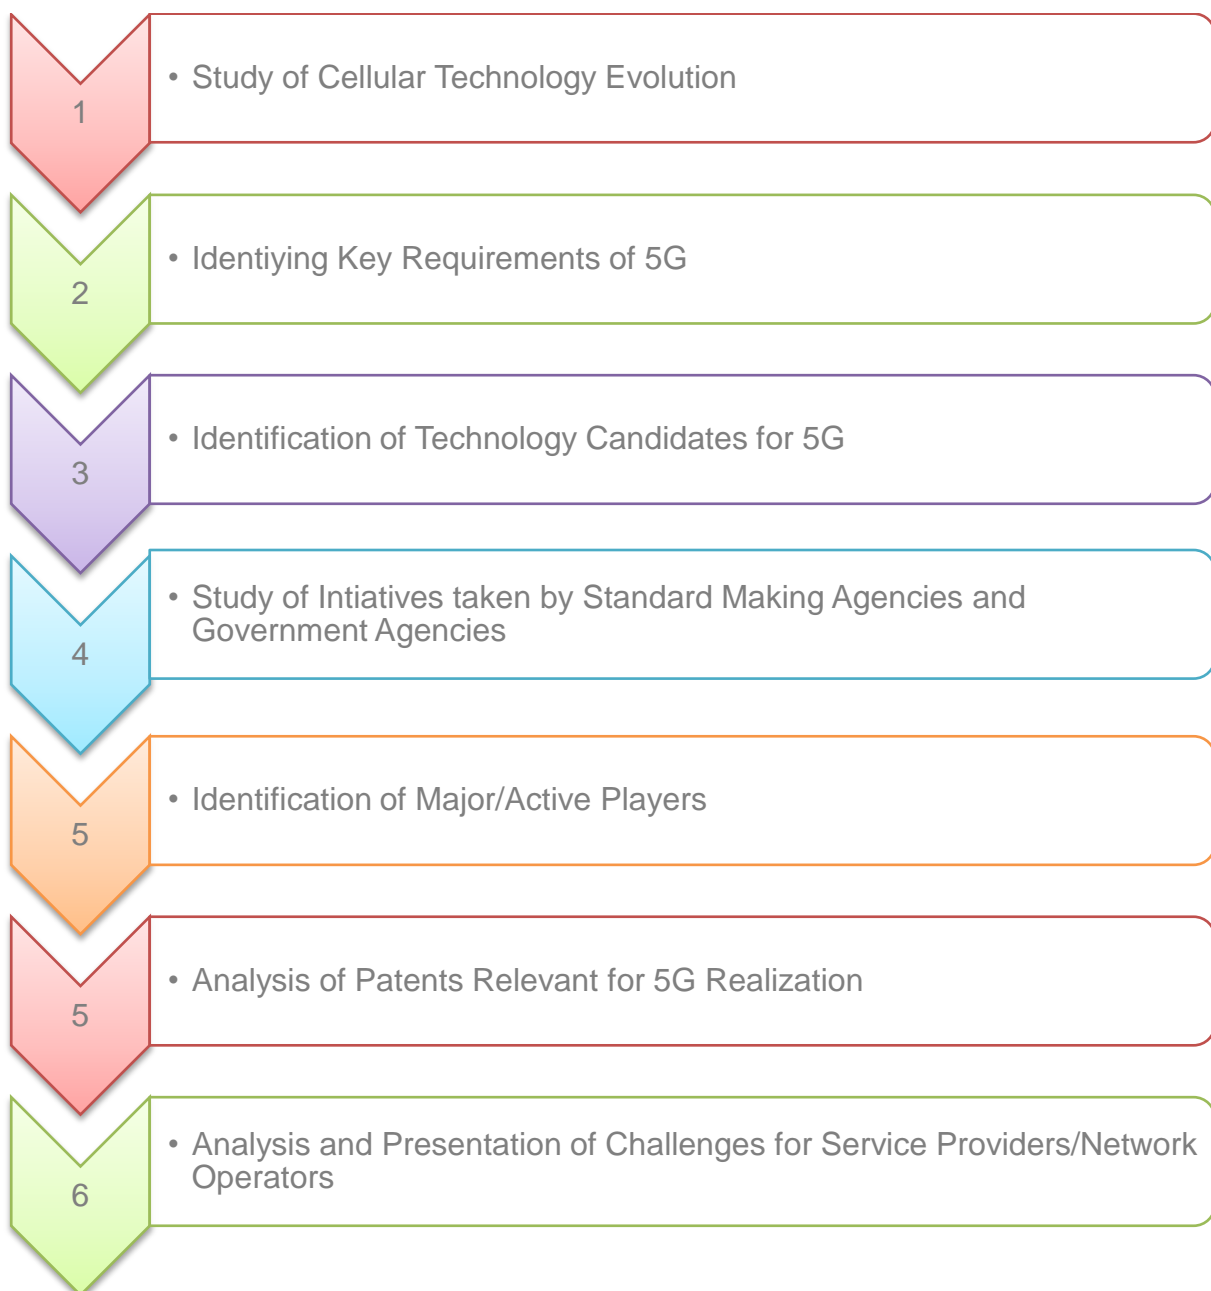 1
• Study of Cellular Technology Evolution
2
• Identiying Key Requirements of 5G
3
• Identification of Technology Candidates for 5G
4
• Study of Intiatives taken by Standard Making Agencies and
Government Agencies
5
• Identification of Major/Active Players
5
• Analysis of Patents Relevant for 5G Realization
6
• Analysis and Presentation of Challenges for Service Providers/Network
Operators